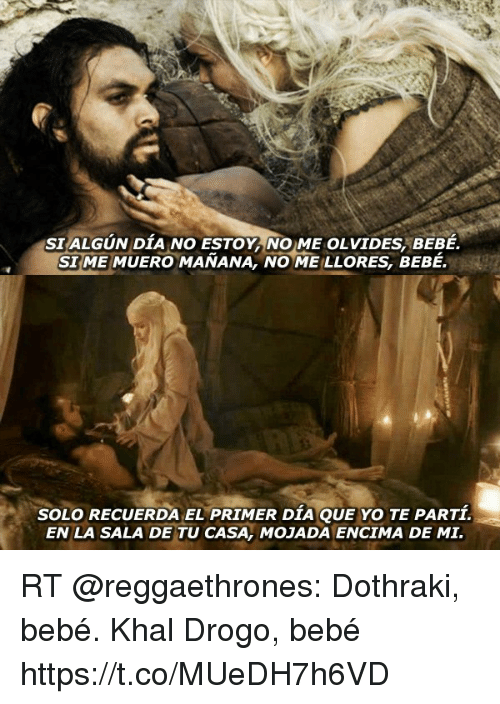 SI ALGÚN DÍA NO ESTOY, NO ME OLVIDES, BEBÉ.
SI ME MUERO MAÑANA, NO ME LLORES, BEBÉ.
SOLO RECUERDA EL PRIMER DÍA QUE YO TE PARTÍ.
EN LA SALA DE TU CASA, MOJADA ENCIMA DE MI.
RT @reggaethrones: Dothraki,
bebé. Khal Drogo, bebé
https://t.co/MUeDH7h6VD